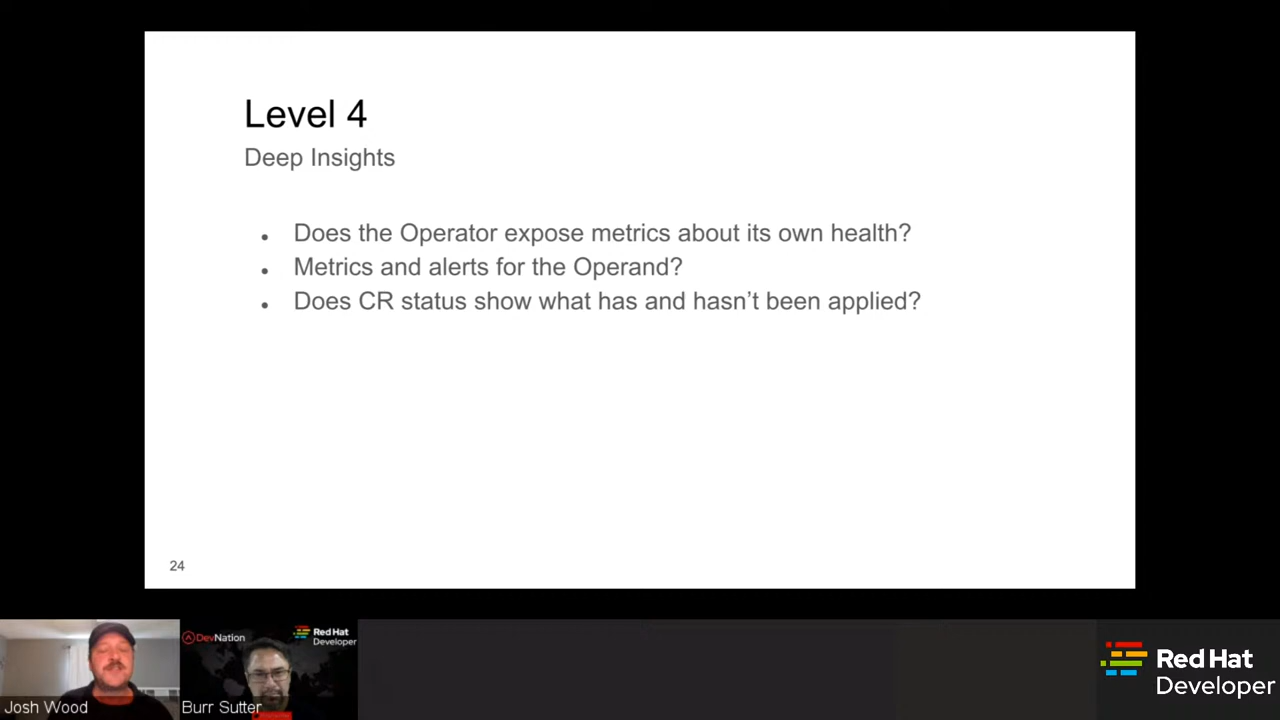 Level 4
Deep Insights
Does the Operator expose metrics about its own health?
Metrics and alerts for the Operand?
Does CR status show what has and hasn’t been applied?
24
DevNation
Red Hat
Developer
Josh Wood
Burr Sutter
Red Hat
Developer